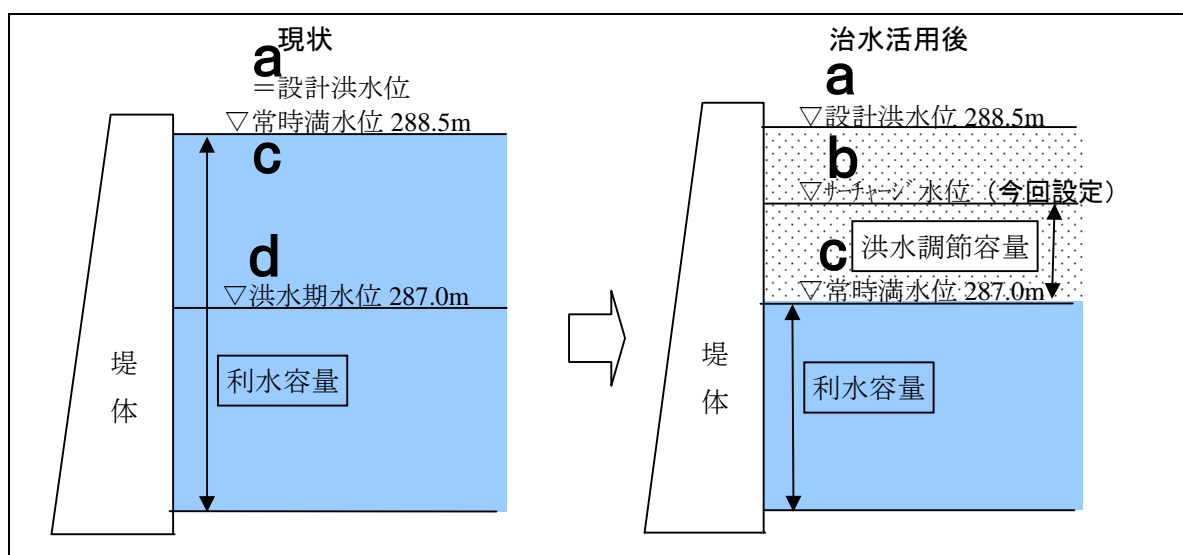 現状
a
=設計洪水位
▽常時満水位 288.5m
c
d
▽洪水期水位 287.0m
利水容量
堤
体
治水活用後
a
▽設計洪水位 288.5m
b
▽サーチャージ水位(今回設定)
洪水調節容量
c
▽常時満水位 287.0m
利水容量
堤
体